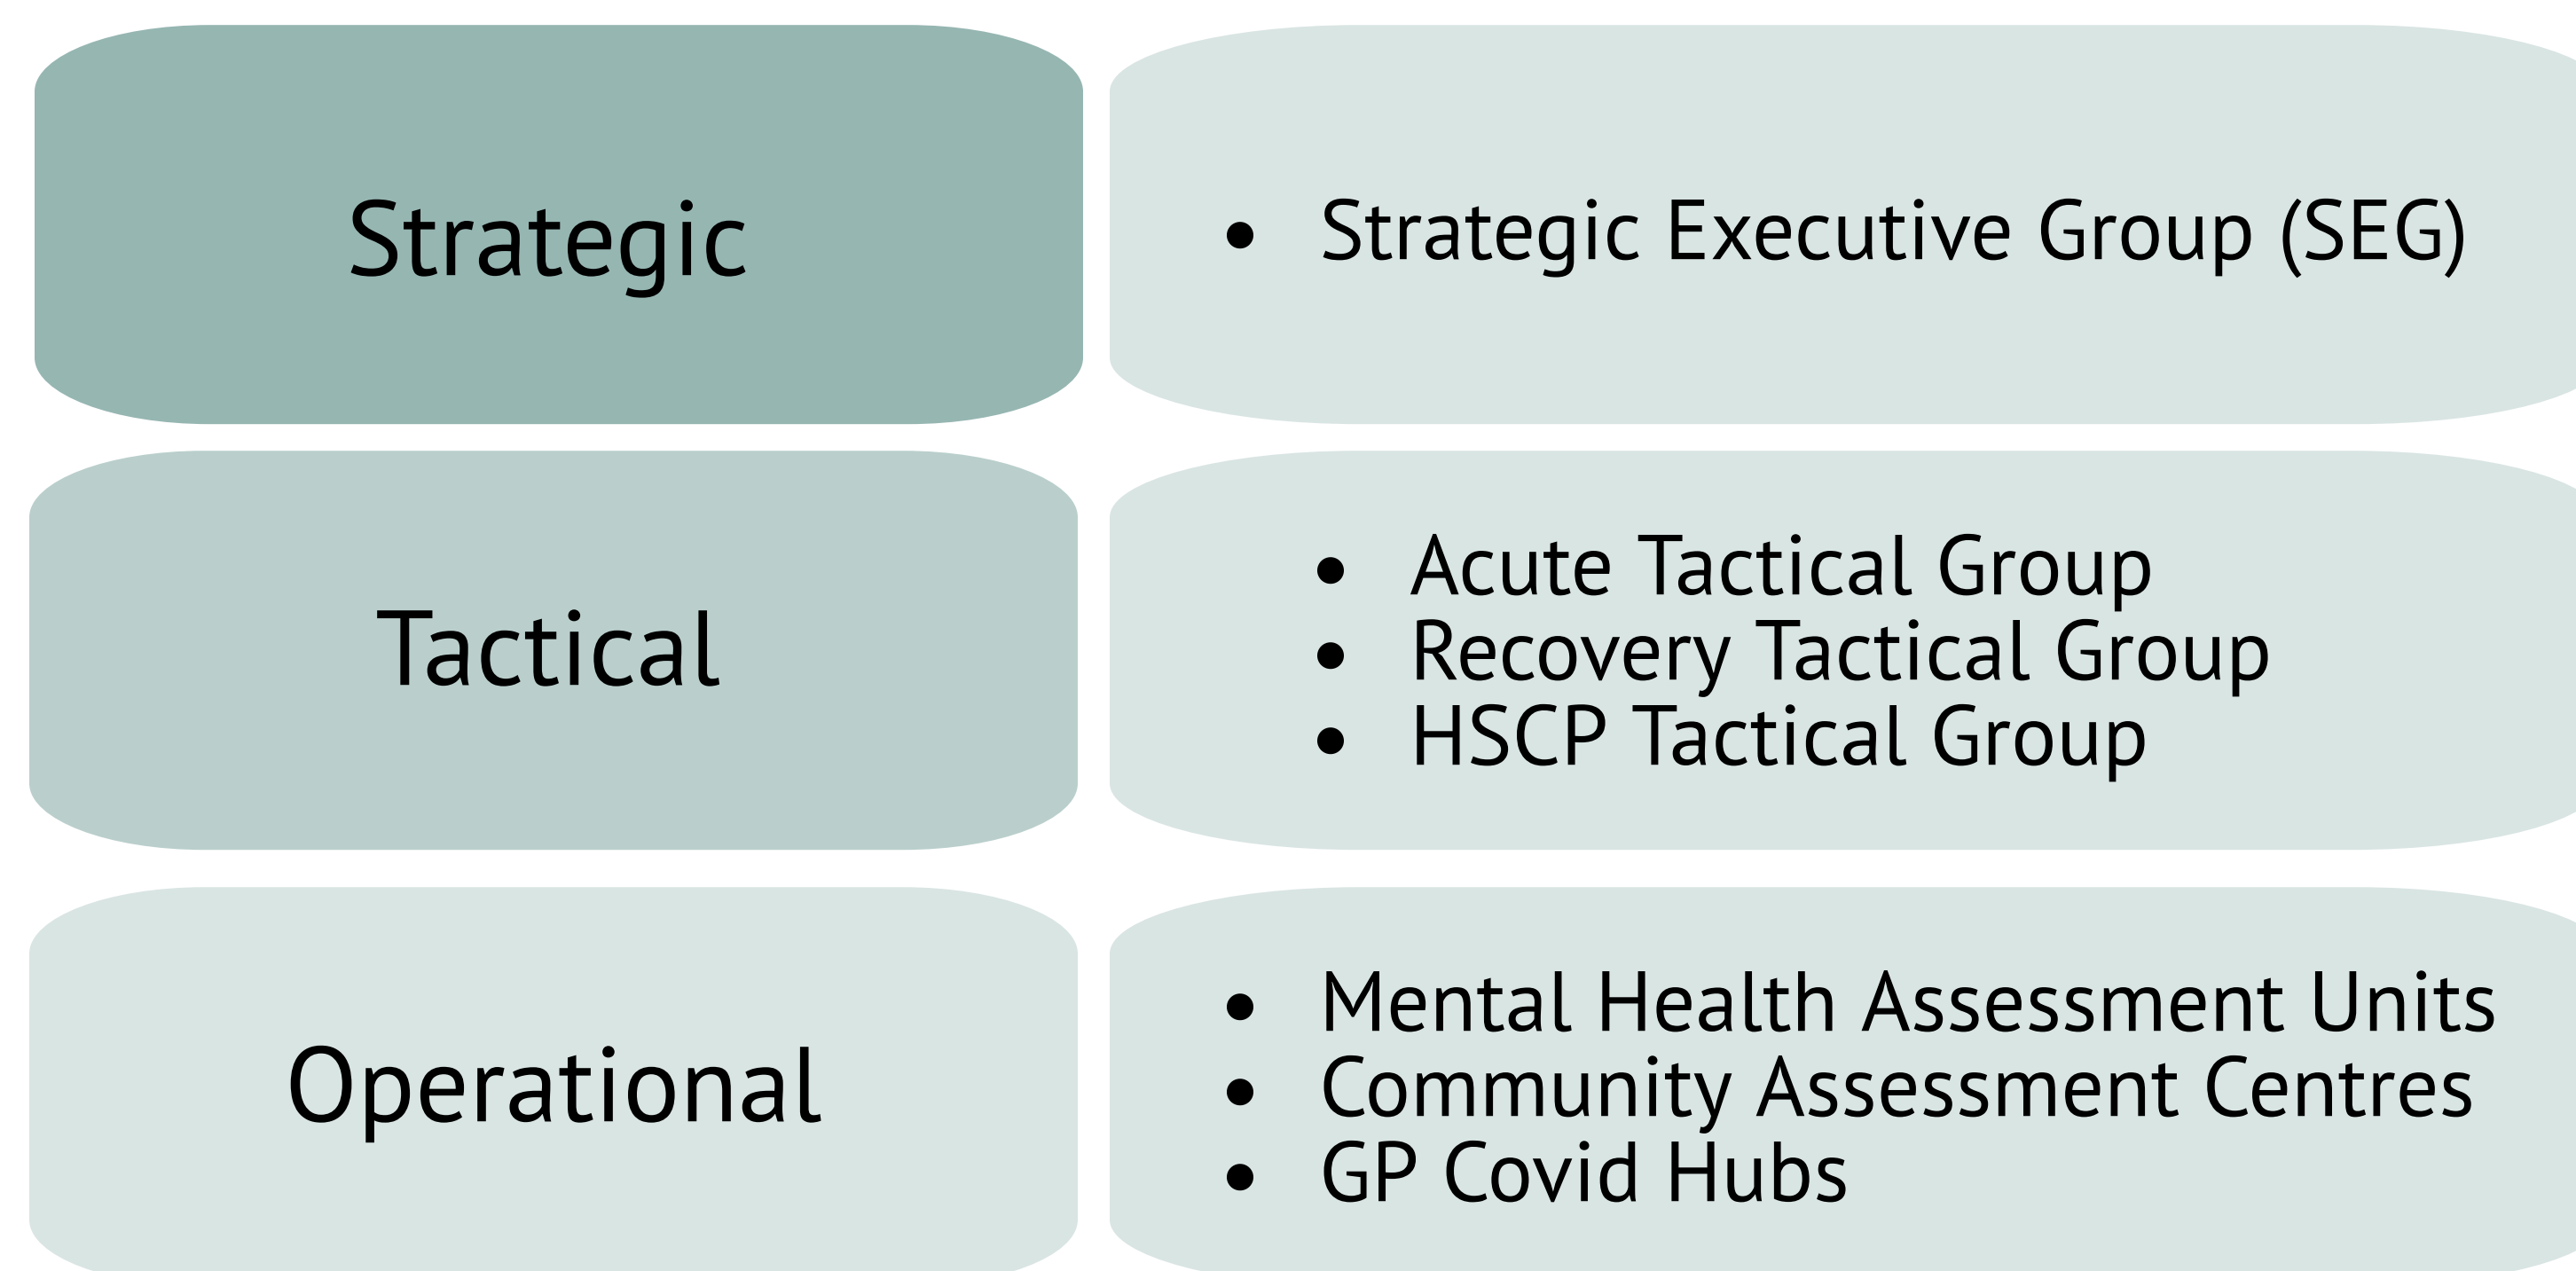 Strategic
• Strategic Executive Group (SEG)
Tactical
• Acute Tactical Group
• Recovery Tactical Group
• HSCP Tactical Group
Operational
• Mental Health Assessment Units
• Community Assessment Centres
• GP Covid Hubs